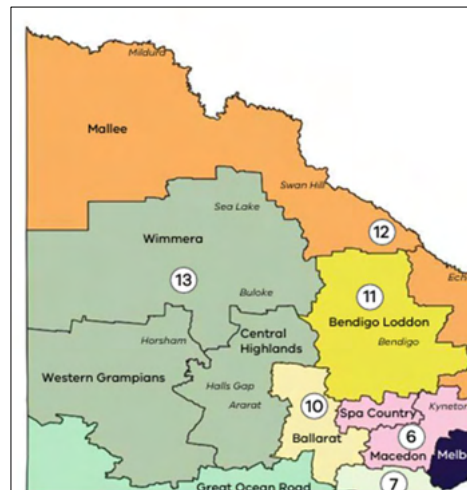 Mildura
Mallee
Swan Hill
Sea Lake
12
Wimmera
Ech
13
11
Buloke
Bendigo Loddon
Horsham
Central
Highlands
Bendigo
Western Grampians
Halls Gap
10
Ararat
Spa Country
Kyneton
6
Ballarat
Macedon
Melb
7
Great Ocean Road